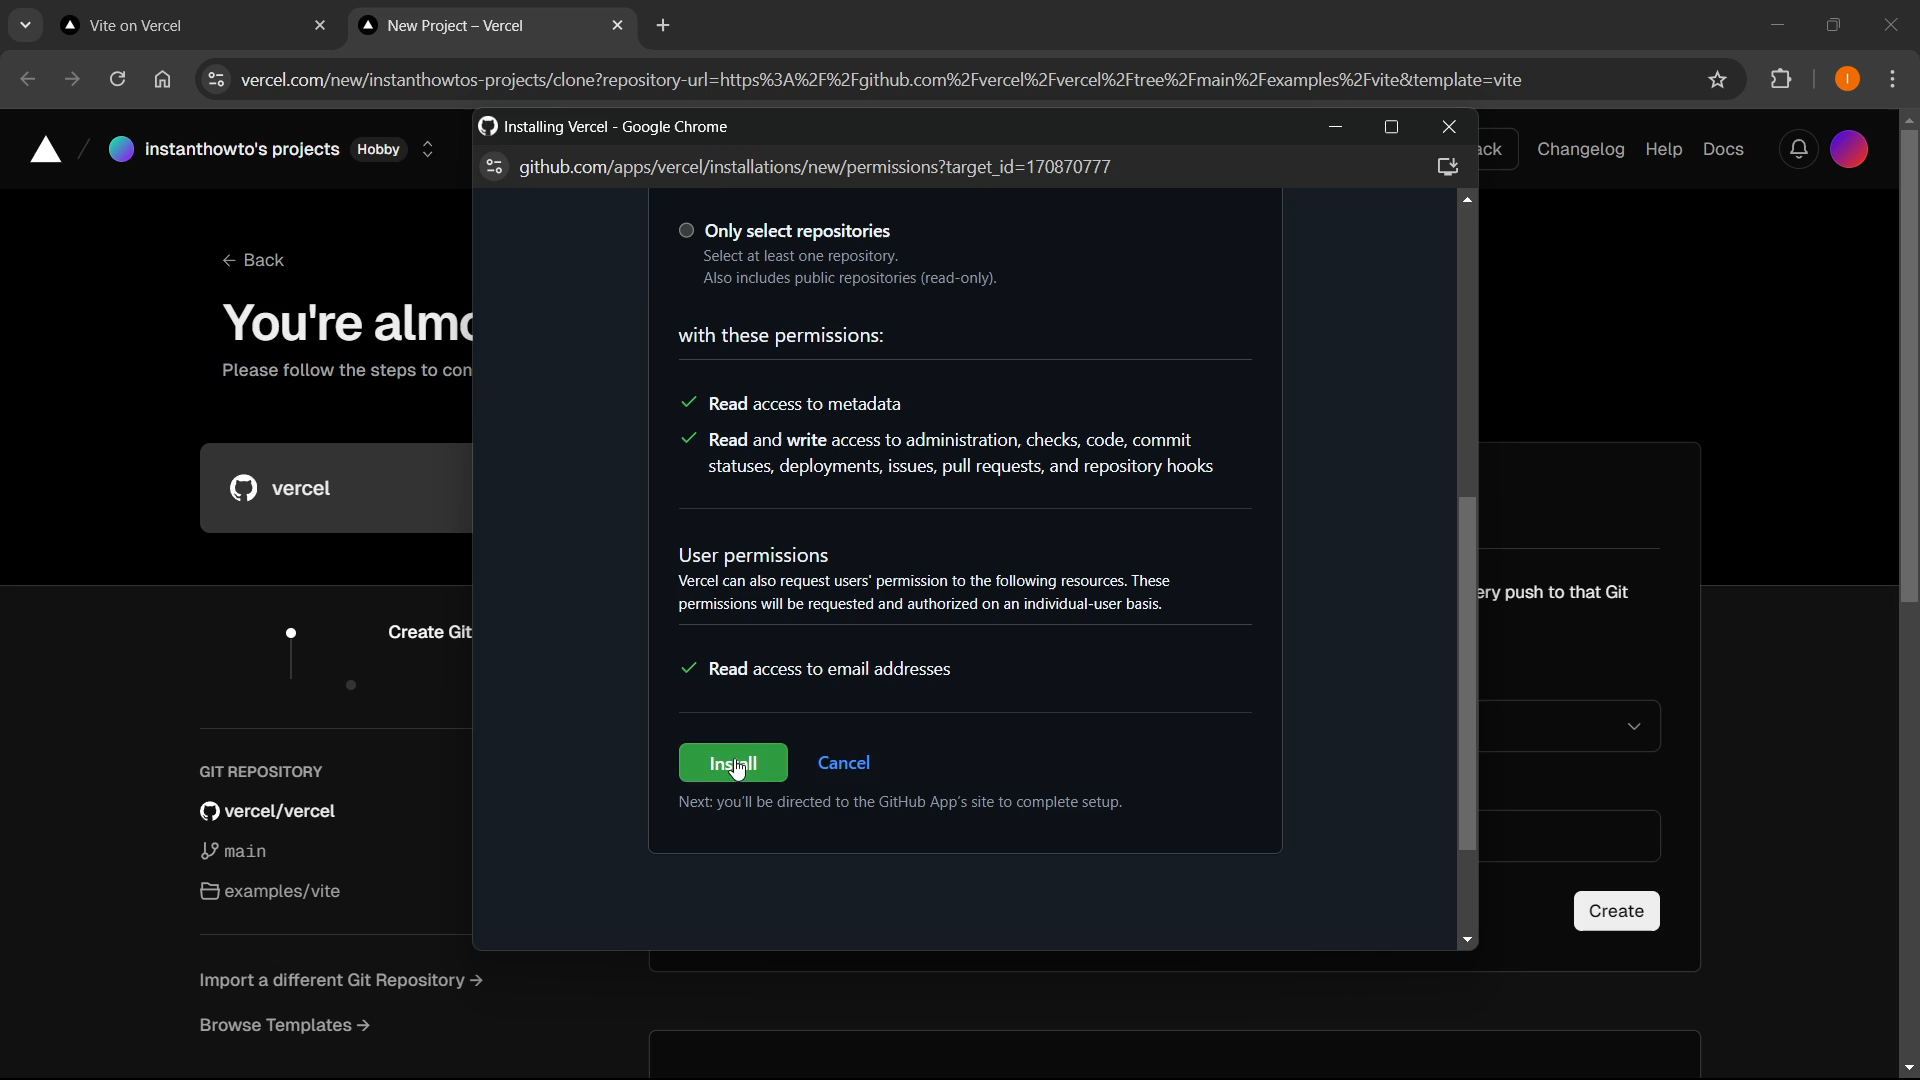 Vite on Vercel
New Project – Vercel
vercel.com/new/instanthowtos-projects/clone?repository-url=https%3A%2F%2Fgithub.com%2Fvercel%2Fvercel%2Ftree%2Fmain%2Fexamples%2Fvite&template=vite
I
instanthowto's projects Hobby
ack
Changelog
Help
Docs
Installing Vercel - Google Chrome
github.com/apps/vercel/installations/new/permissions?target_id=170870777
← Back
You're almo
Please follow the steps to con
vercel
Create Git
GIT REPOSITORY
vercel/vercel
main
examples/vite
Import a different Git Repository →
Browse Templates →
Only select repositories
Select at least one repository.
Also includes public repositories (read-only).
with these permissions:
Read access to metadata
Read and write access to administration, checks, code, commit
statuses, deployments, issues, pull requests, and repository hooks
User permissions
Vercel can also request users' permission to the following resources. These
permissions will be requested and authorized on an individual-user basis.
Read access to email addresses
Install
Cancel
Next: you'll be directed to the GitHub App's site to complete setup.
ery push to that Git
Create